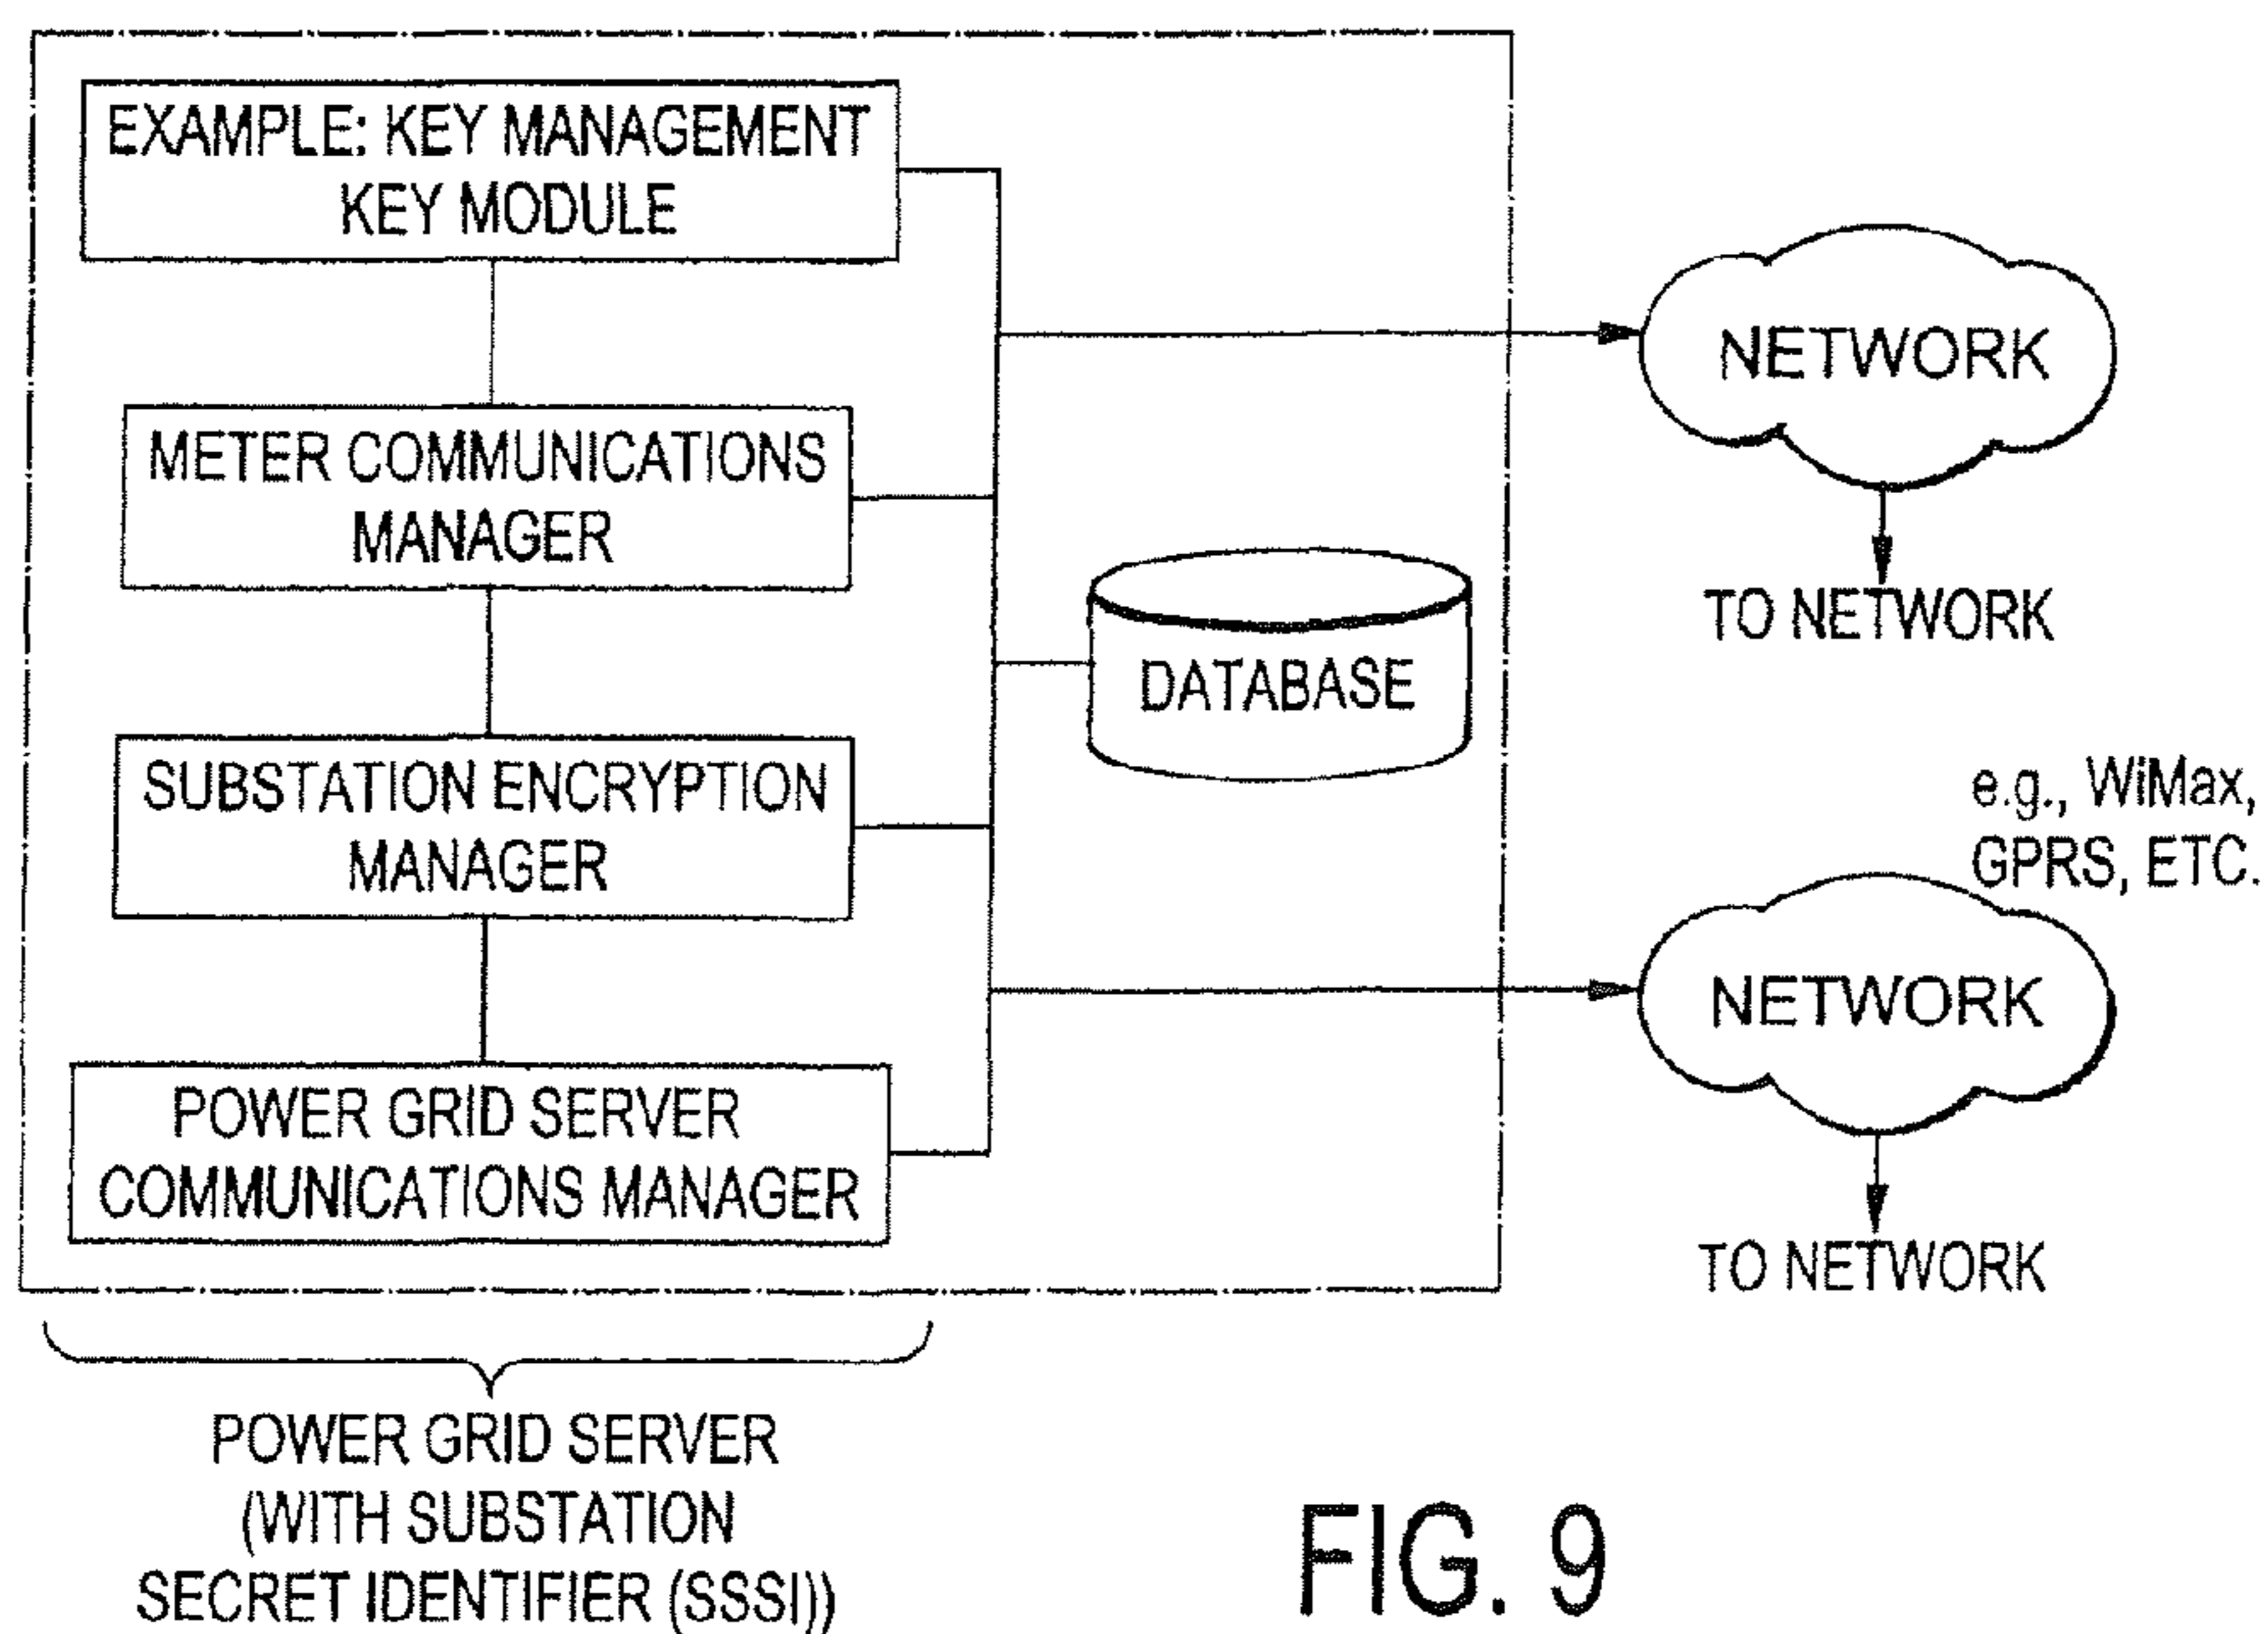 EXAMPLE: KEY MANAGEMENT
KEY MODULE
METER COMMUNICATIONS
MANAGER
SUBSTATION ENCRYPTION
MANAGER
POWER GRID SERVER
COMMUNICATIONS MANAGER
DATABASE
NETWORK
TO NETWORK
e.g., WiMax,
GPRS, ETC.
NETWORK
TO NETWORK
POWER GRID SERVER
(WITH SUBSTATION
SECRET IDENTIFIER (SSSI))
FIG. 9